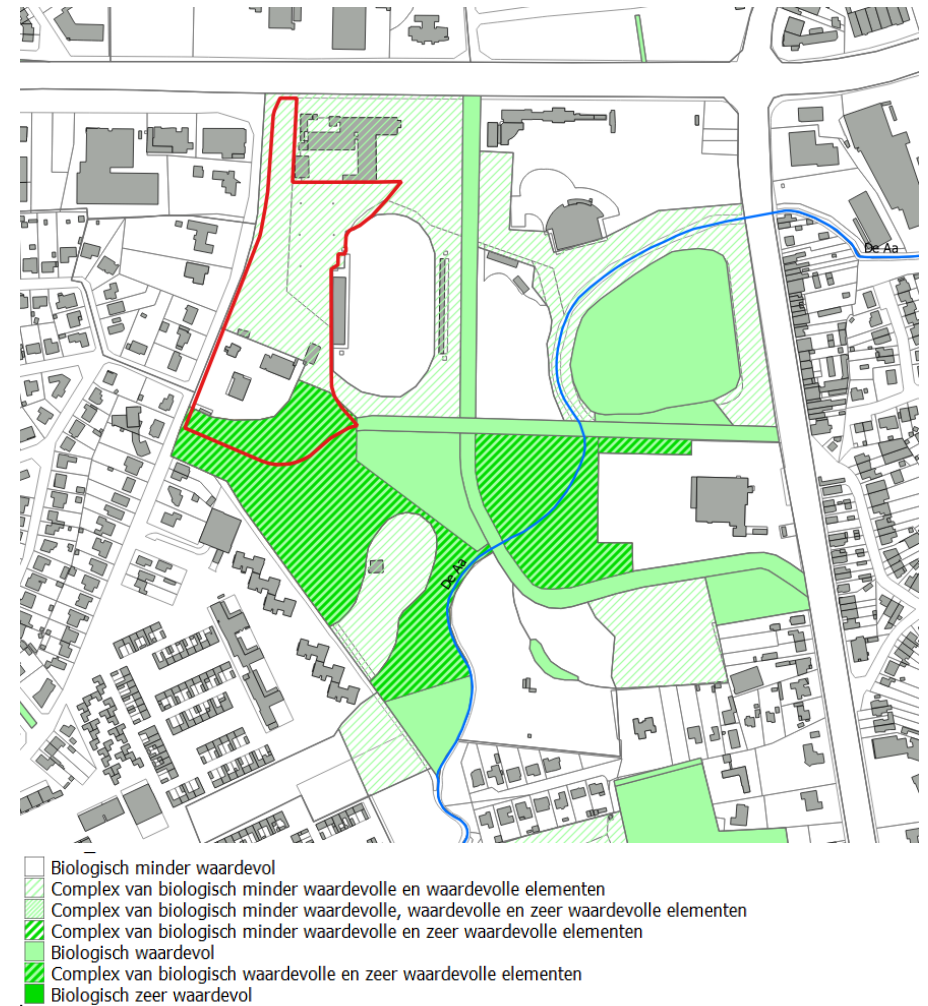 De Aa
De Aa
Biologisch minder waardevol
Complex van biologisch minder waardevolle en waardevolle elementen
Complex van biologisch minder waardevolle, waardevolle en zeer waardevolle elementen
Complex van biologisch minder waardevolle en zeer waardevolle elementen
Biologisch waardevol
Complex van biologisch waardevolle en zeer waardevolle elementen
Biologisch zeer waardevol